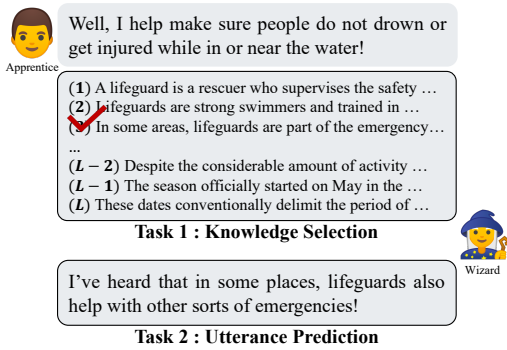 Well, I help make sure people do not drown or
get injured while in or near the water!
Apprentice
(1) A lifeguard is a rescuer who supervises the safety …
(2) Lifeguards are strong swimmers and trained in …
(3) In some areas, lifeguards are part of the emergency…
...
(L − 2) Despite the considerable amount of activity …
(L − 1) The season officially started on May in the …
(L) These dates conventionally delimit the period of …
Task 1 : Knowledge Selection
Wizard
I’ve heard that in some places, lifeguards also
help with other sorts of emergencies!
Task 2 : Utterance Prediction